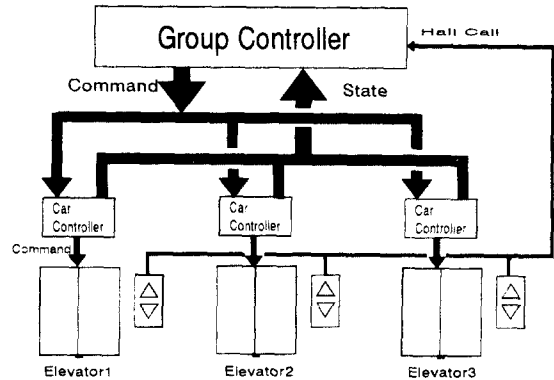 Group Controller
Hall Call
Command
State
Car
Controller
Car
Controller
Car
Controller
Command
Elevator1
Elevator2
Elevator3